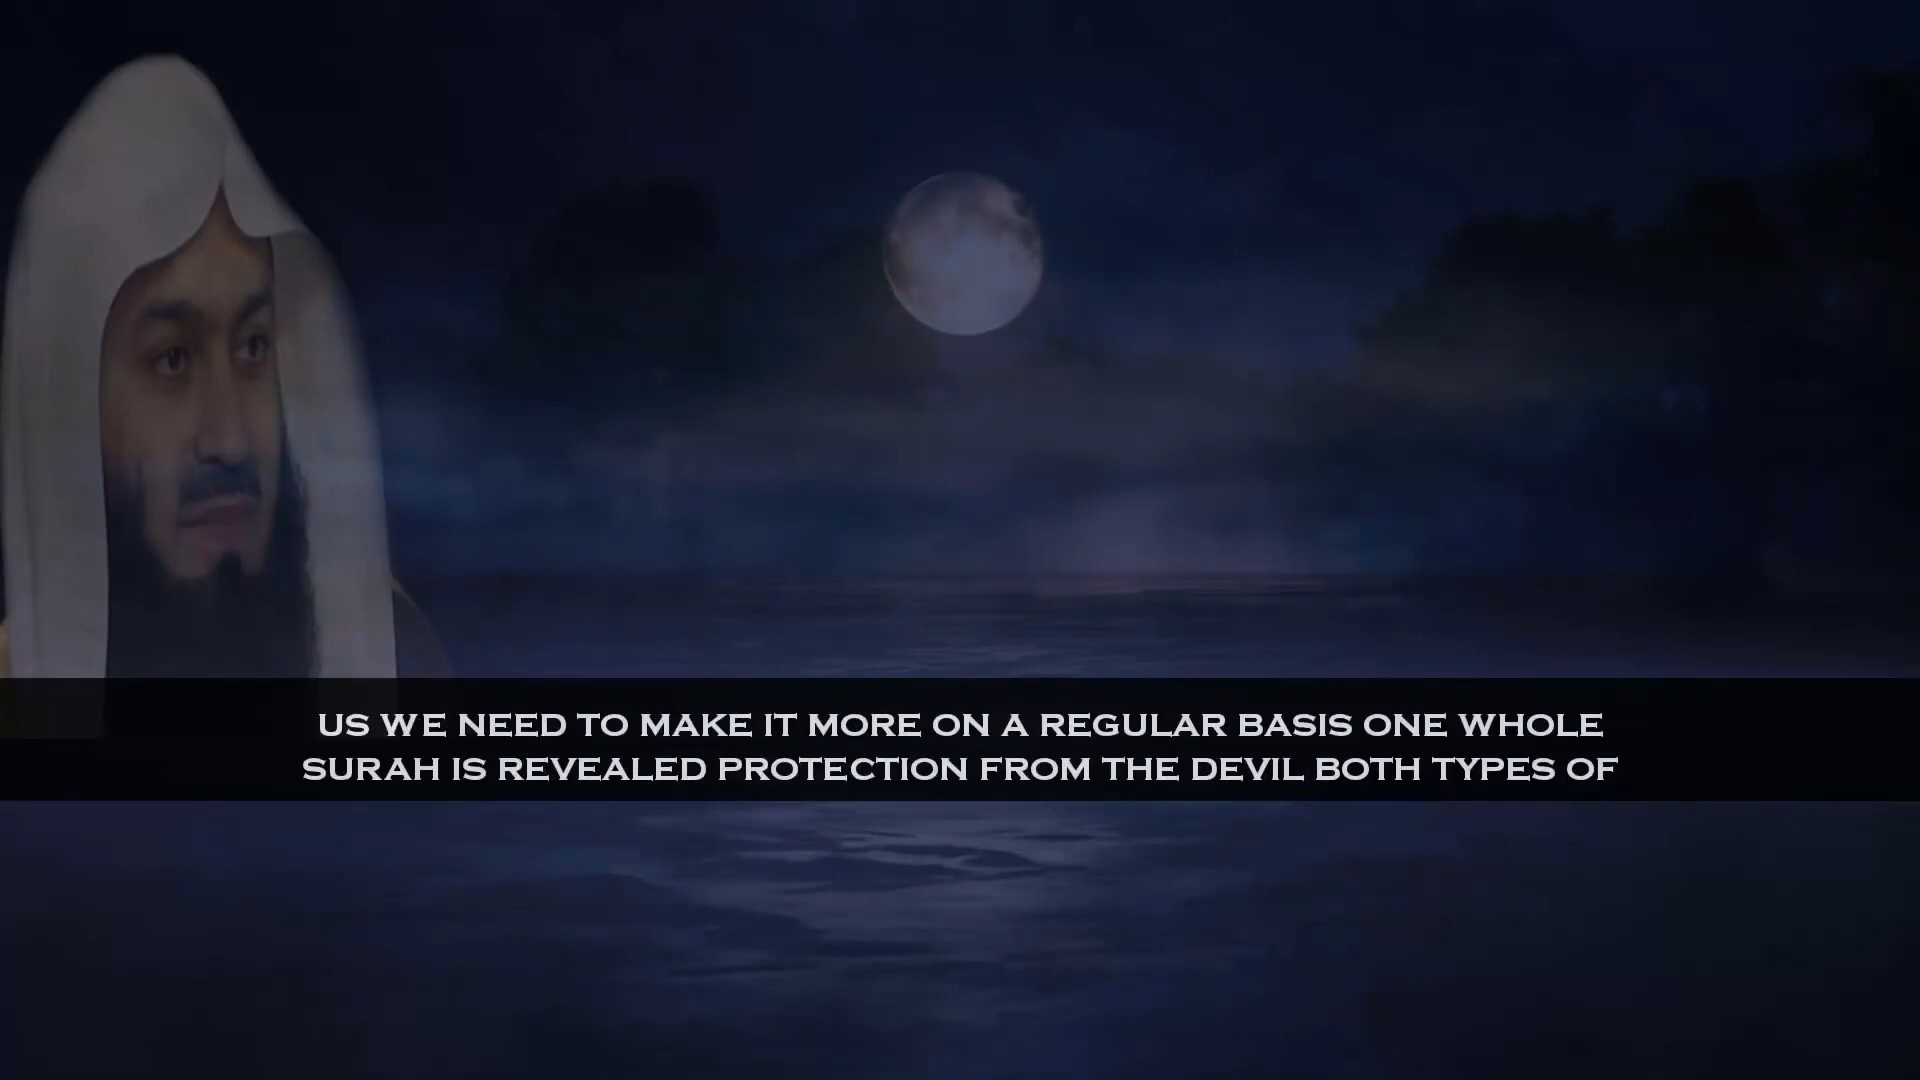 US WE NEED TO MAKE IT MORE ON A REGULAR BASIS ONE WHOLE
SURAH IS REVEALED PROTECTION FROM THE DEVIL BOTH TYPES OF